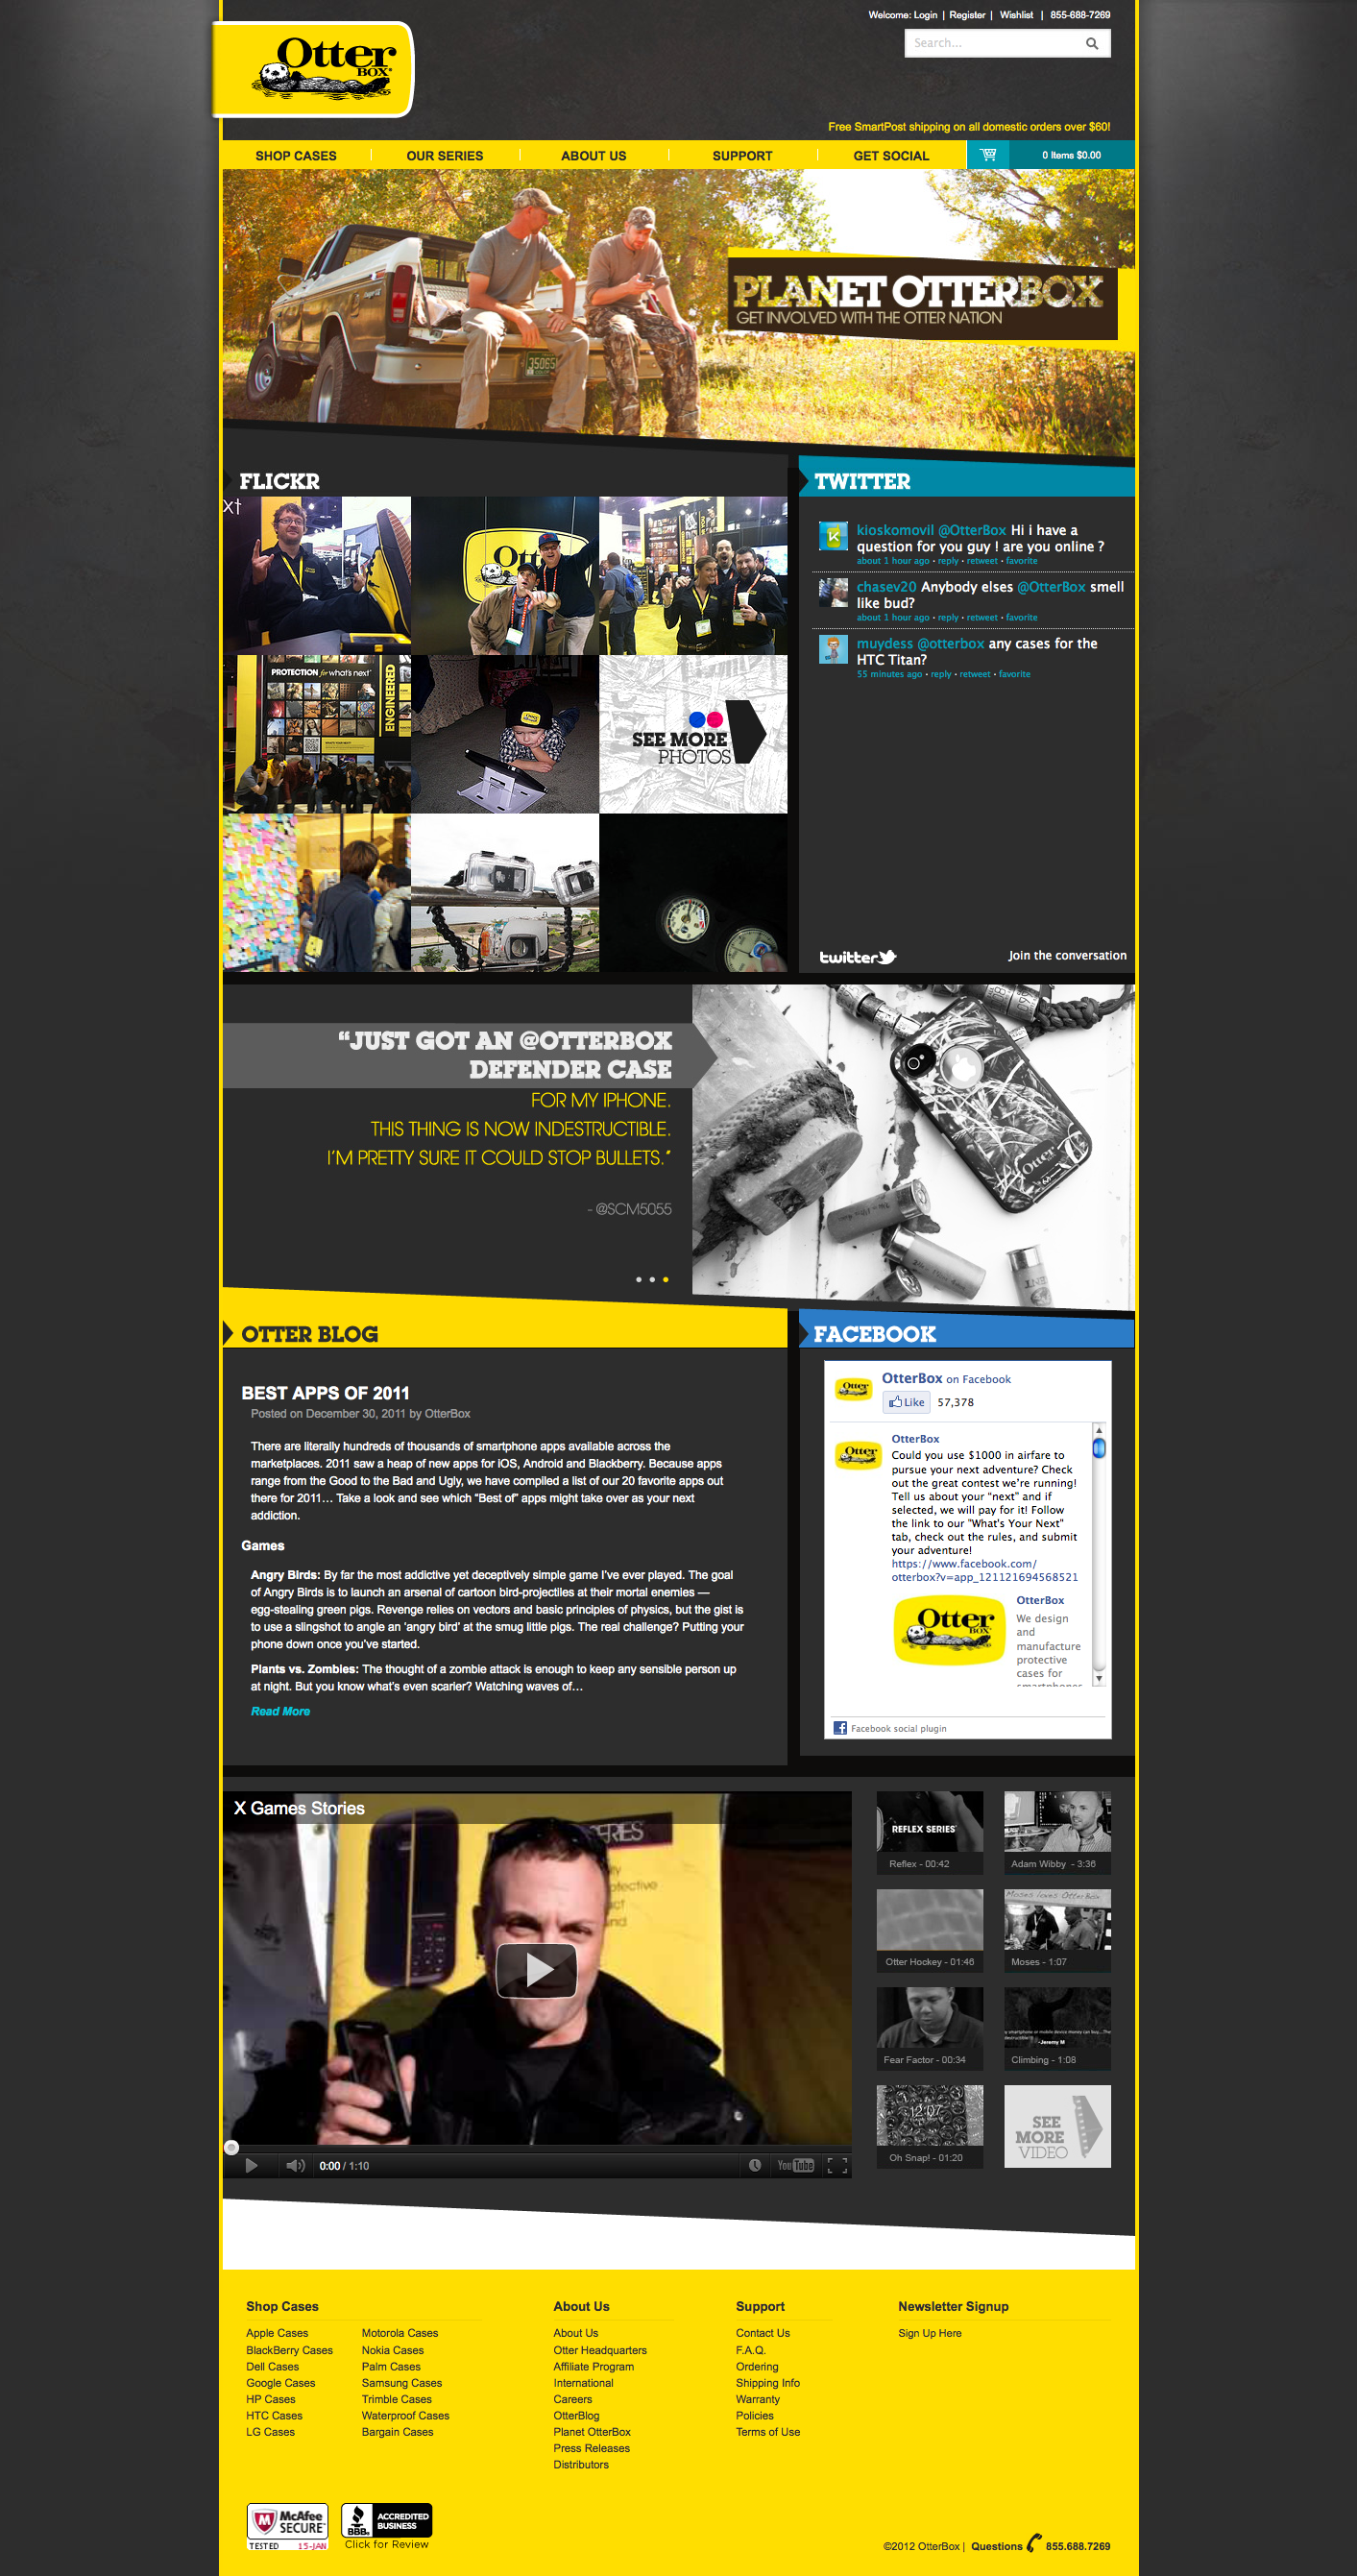 Welcome: Login | Register | Wishlist | 855-688-7269
Otter
BOX
Search...
Free SmartPost shipping on all domestic orders over $60!
SHOP CASES
OUR SERIES
ABOUT US
SUPPORT
GET SOCIAL
0 Items $0.00
35065
PLANET OTTERBOX
GET INVOLVED WITH THE OTTER NATION
FLICKR
PROTECTION for what's next
ENGINEERED
SEE MORE
PHOTOS
TWITTER
kioskomovil @OtterBox Hi i have a
question for you guy ! are you online ?
about 1 hour ago • reply • retweet • favorite
chasev20 Anybody elses @OtterBox smell
like bud?
about 1 hour ago • reply • retweet • favorite
muydess @otterbox any cases for the
HTC Titan?
55 minutes ago • reply • retweet • favorite
twitter
Join the conversation
“JUST GOT AN @OTTERBOX
DEFENDER CASE
FOR MY IPHONE.
THIS THING IS NOW INDESTRUCTIBLE.
I'M PRETTY SURE IT COULD STOP BULLETS.”
- @SCM5055
Otter
OTTER BLOG
BEST APPS OF 2011
Posted on December 30, 2011 by OtterBox
There are literally hundreds of thousands of smartphone apps available across the
marketplaces. 2011 saw a heap of new apps for iOS, Android and Blackberry. Because apps
range from the Good to the Bad and Ugly, we have compiled a list of our 20 favorite apps out
there for 2011… Take a look and see which “Best of” apps might take over as your next
addiction.
Games
Angry Birds: By far the most addictive yet deceptively simple game I've ever played. The goal
of Angry Birds is to launch an arsenal of cartoon bird-projectiles at their mortal enemies —
egg-stealing green pigs. Revenge relies on vectors and basic principles of physics, but the gist is
to use a slingshot to angle an 'angry bird' at the smug little pigs. The real challenge? Putting your
phone down once you've started.
Plants vs. Zombies: The thought of a zombie attack is enough to keep any sensible person up
at night. But you know what's even scarier? Watching waves of…
Read More
FACEBOOK
OtterBox on Facebook
Like 57,378
OtterBox
Could you use $1000 in airfare to
pursue your next adventure? Check
out the great contest we're running!
Tell us about your "next" and if
selected, we will pay for it! Follow
the link to our "What's Your Next"
tab, check out the rules, and submit
your adventure!
https://www.facebook.com/
otterbox?v=app_121121694568521
OtterBox
We design
and
manufacture
protective
cases for
smartphones
Otter
BOX
Facebook social plugin
X Games Stories
0:00 / 1:10
YouTube
REFLEX SERIES
Reflex - 00:42
Adam Wibby - 3:36
Otter Hockey - 01:46
Moses loves OtterBox
Moses - 1:07
Fear Factor - 00:34
-Jeremy M
Climbing - 1:08
12:07
Oh Snap! - 01:20
SEE
MORE
VIDEO
Shop Cases
Apple Cases
BlackBerry Cases
Dell Cases
Google Cases
HP Cases
HTC Cases
LG Cases
Motorola Cases
Nokia Cases
Palm Cases
Samsung Cases
Trimble Cases
Waterproof Cases
Bargain Cases
About Us
About Us
Otter Headquarters
Affiliate Program
International
Careers
OtterBlog
Planet OtterBox
Press Releases
Distributors
Support
Contact Us
F.A.Q.
Ordering
Shipping Info
Warranty
Policies
Terms of Use
Newsletter Signup
Sign Up Here
McAfee
SECURE
TESTED 15-JAN
BBB.
ACCREDITED
BUSINESS
Click for Review
©2012 OtterBox | Questions 855.688.7269